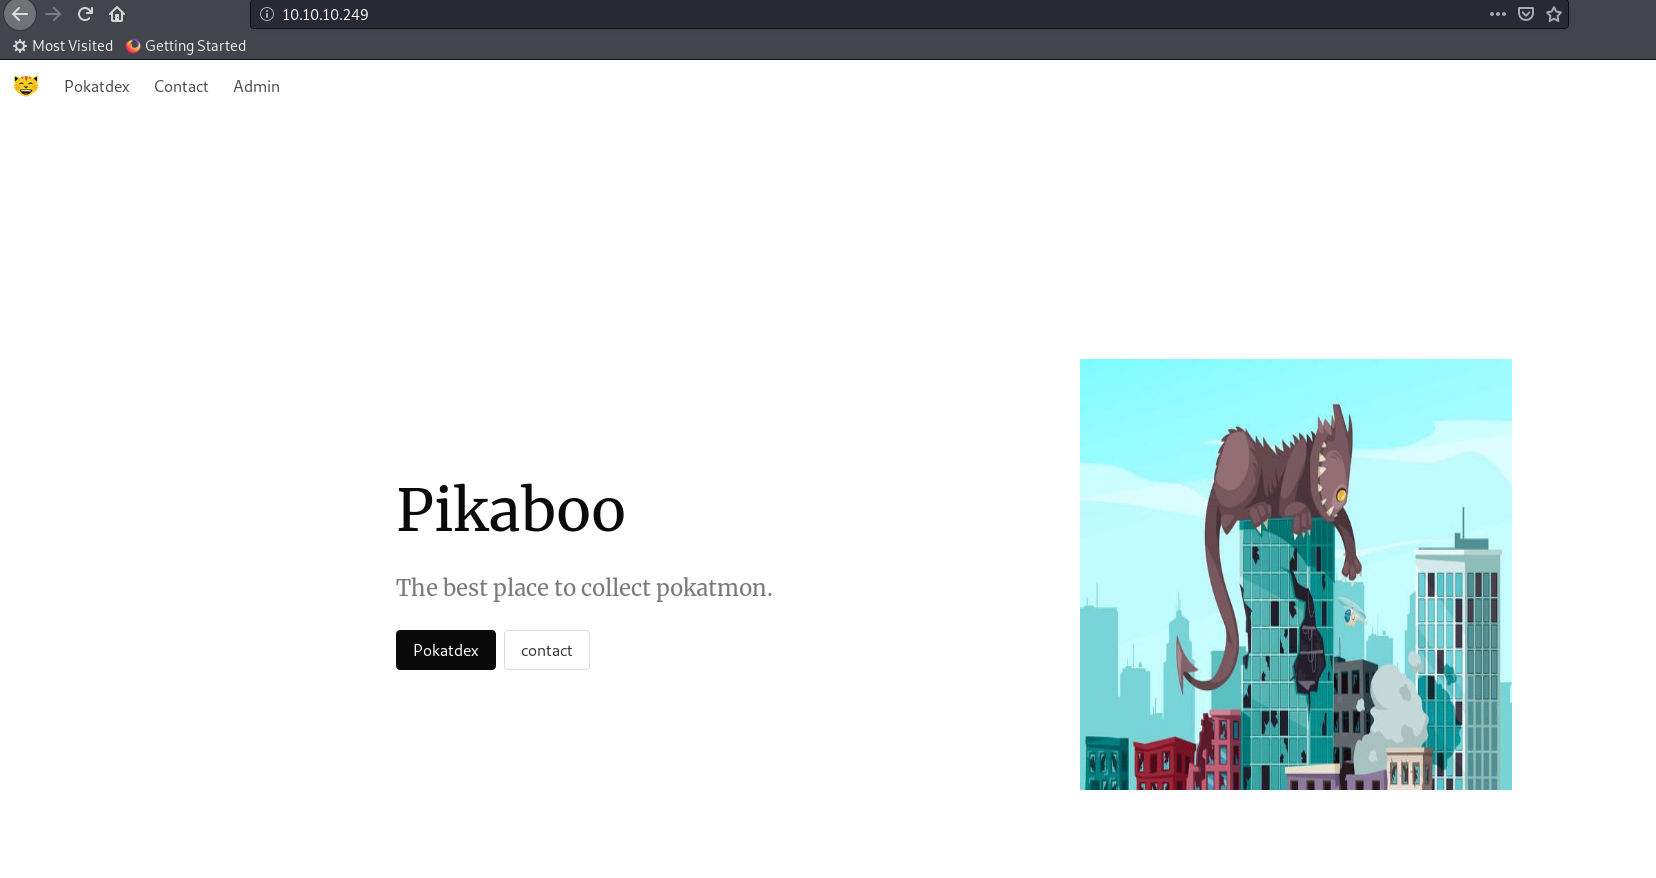 10.10.10.249
Most Visited Getting Started
Pokatdex Contact Admin
Pikaboo
The best place to collect pokatmon.
Pokatdex contact